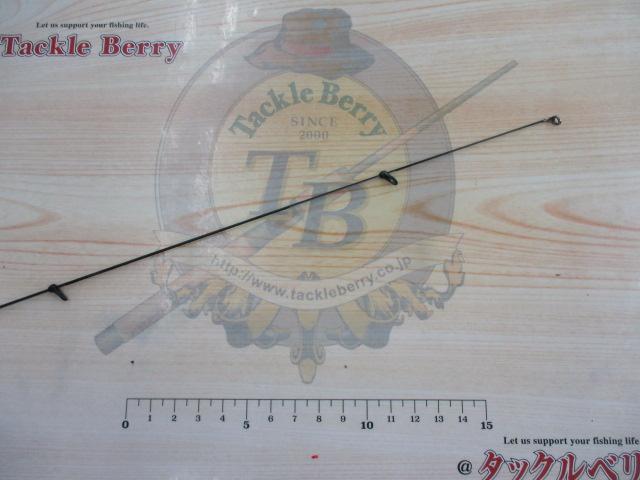 Let us support your fishing life.
Tackle Berry
Tackle Berry
SINCE
2000
TB
http://www.tackleberry.co.jp
0 1 2 3 4 5 6 7 8 9 10 11 12 13 14 15
Let us support your fishing life
@タックルベリ